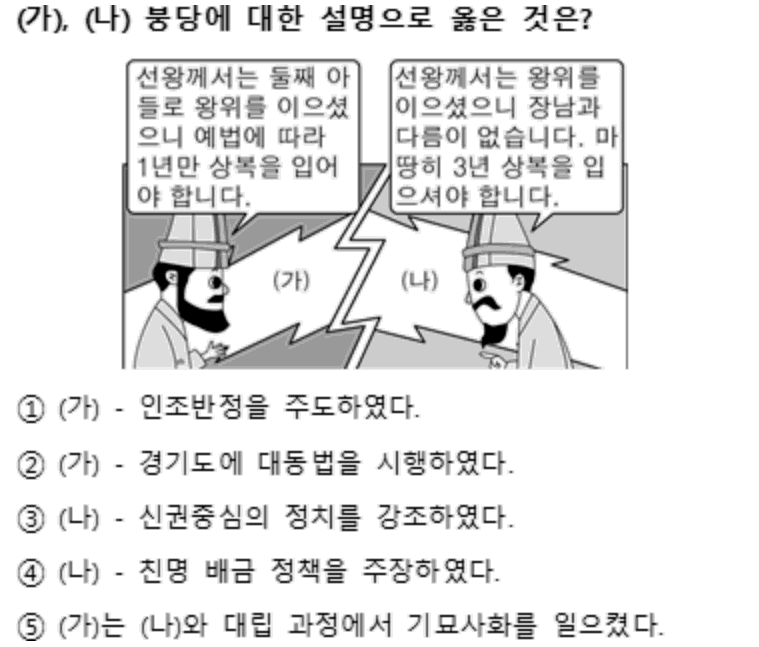 (가), (나) 붕당에 대한 설명으로 옳은 것은?
선왕께서는 둘째 아
들로 왕위를 이으셨
으니 예법에 따라
1년만 상복을 입어
야 합니다.
선왕께서는 왕위를
이으셨으니 장남과
다름이 없습니다. 마
땅히 3년 상복을 입
으셔야 합니다.
(가)
(나)
① (가) - 인조반정을 주도하였다.
② (가) - 경기도에 대동법을 시행하였다.
③ (나) - 신권중심의 정치를 강조하였다.
④ (나) - 친명 배금 정책을 주장하였다.
⑤ (가)는 (나)와 대립 과정에서 기묘사화를 일으켰다.